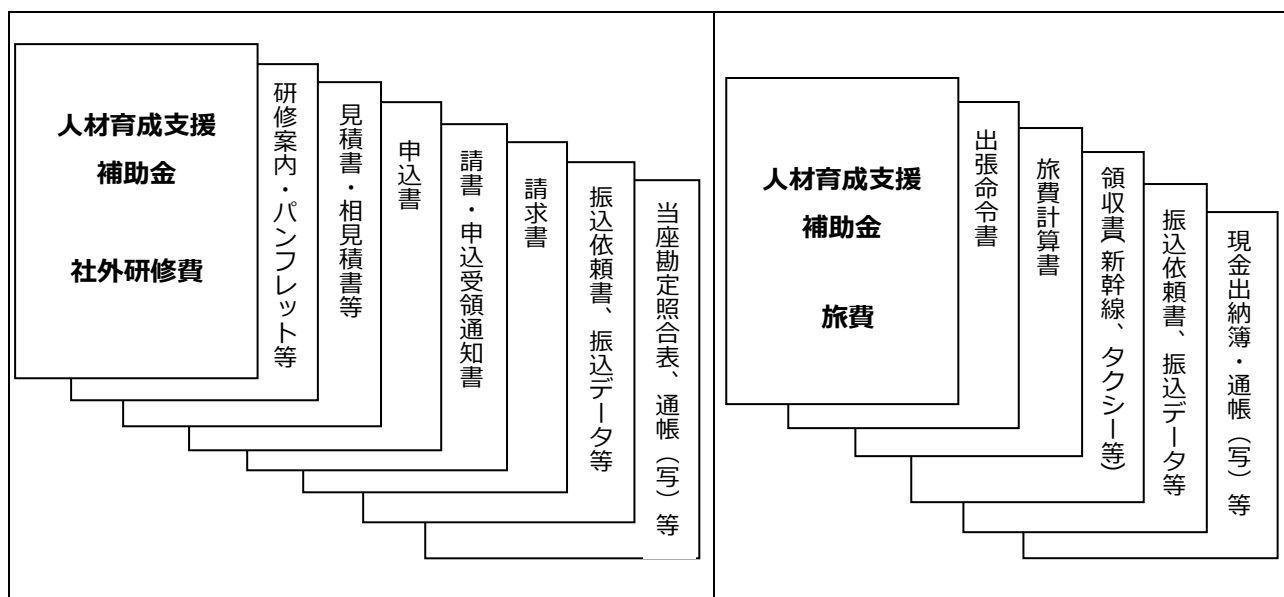 人材育成支援
補助金
社外研修費
研修案内・パンフレット等
見積書・相見積書等
申込書
請書・申込受領通知書
請求書
振込依頼書、振込データ等
当座勘定照合表、通帳（写）等
人材育成支援
補助金
旅費
出張命令書
旅費計算書
領収書(新幹線、タクシー等)
振込依頼書、振込データ等
現金出納簿・通帳（写）等